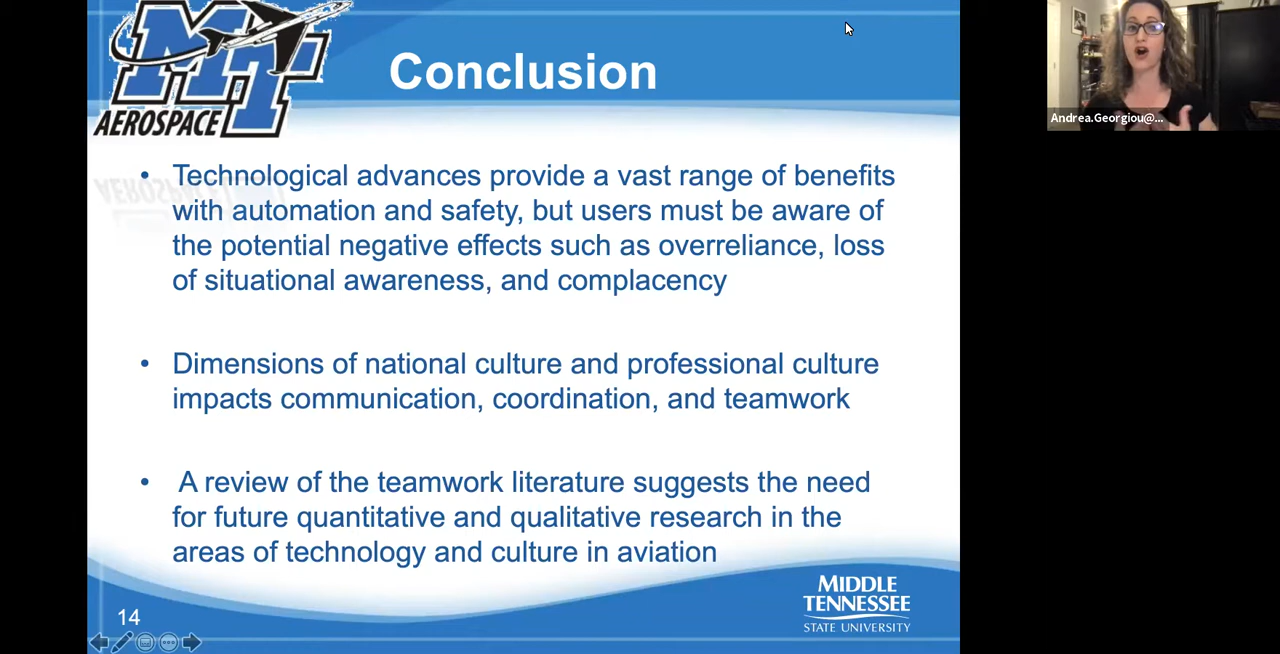 MT
AEROSPACE
Conclusion
Andrea.Georgiou@...
• Technological advances provide a vast range of benefits
with automation and safety, but users must be aware of
the potential negative effects such as overreliance, loss
of situational awareness, and complacency
• Dimensions of national culture and professional culture
impacts communication, coordination, and teamwork
• A review of the teamwork literature suggests the need
for future quantitative and qualitative research in the
areas of technology and culture in aviation
MIDDLE
TENNESSEE
STATE UNIVERSITY
14